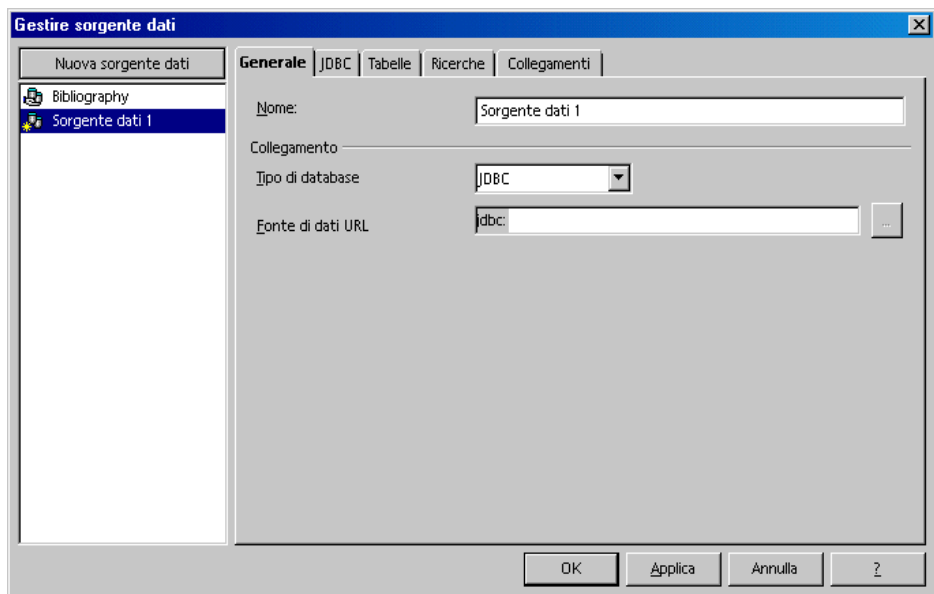 Gestire sorgente dati
Nuova sorgente dati
Bibliography
Sorgente dati 1
Generale JDBC Tabelle Ricerche Collegamenti
Nome: Sorgente dati 1
Collegamento
Tipo di database JDBC
Fonte di dati URL jdbc: ...
OK Applica Annulla ?